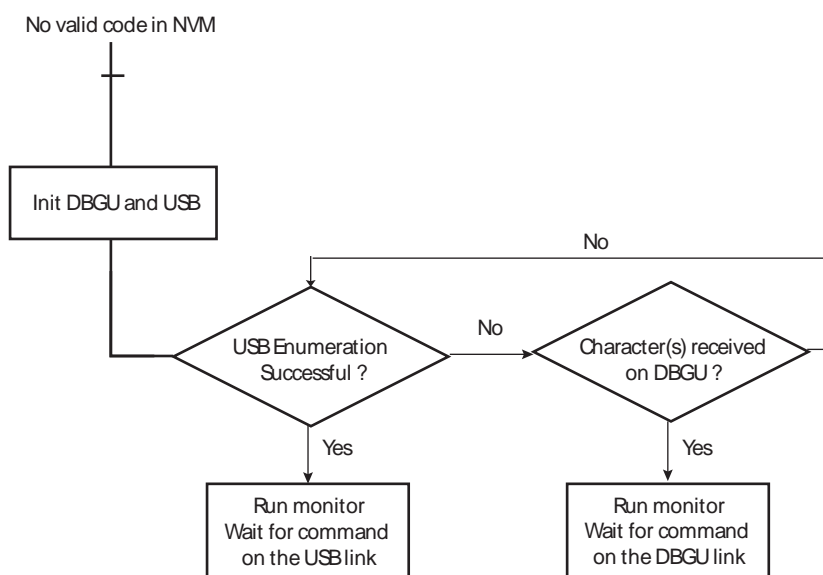 No valid code in NVM
Init DBGU and USB
No
USB Enumeration
Successful ?
No
Character(s) received
on DBGU ?
Yes
Yes
Run monitor
Wait for command
on the USB link
Run monitor
Wait for command
on the DBGU link